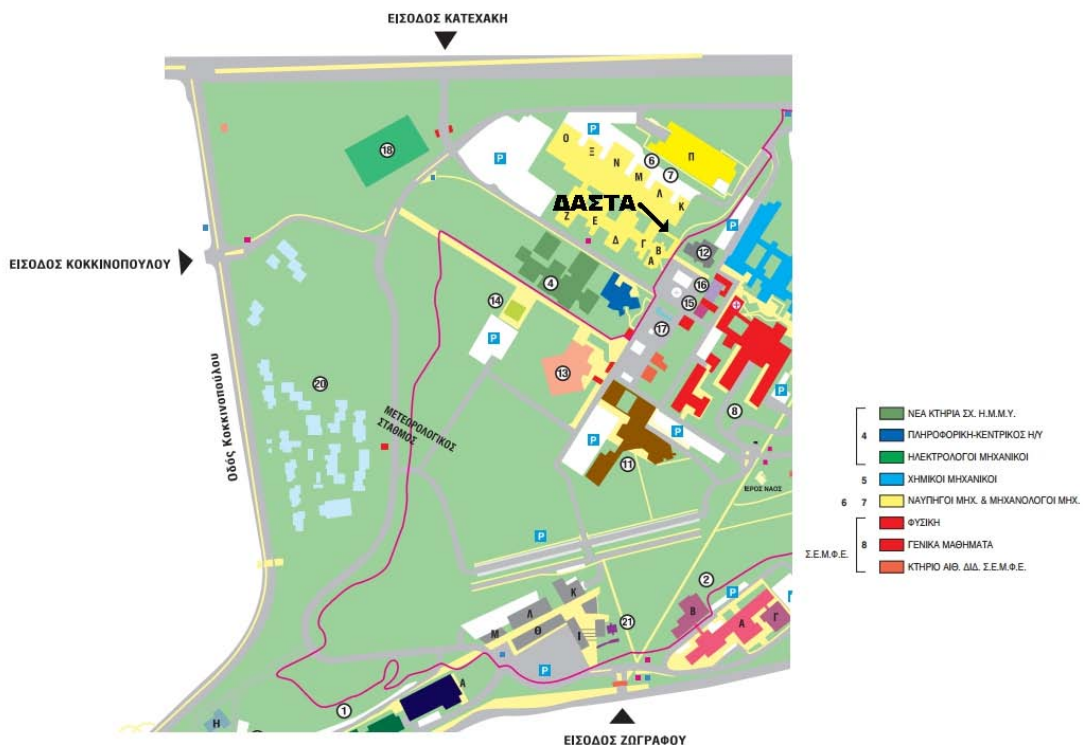 ΕΙΣΟΔΟΣ ΚΑΤΕΧΑΚΗ
P
18
P
Ο
Ξ
Ν
Μ
Λ
Κ
6
7
Π
ΔΑΣΤΑ
Ζ
Ε
Δ
Γ
Β
Α
P
12
ΕΙΣΟΔΟΣ ΚΟΚΚΙΝΟΠΟΥΛΟΥ
4
16
15
14
17
P
13
20
Οδός Κοκκινοπούλου
ΜΕΤΕΩΡΟΛΟΓΙΚΟΣ
ΣΤΑΘΜΟΣ
P
8
P
P
11
ΙΕΡΟΣ ΝΑΟΣ
P
ΝΕΑ ΚΤΗΡΙΑ ΣΧ. Η.Μ.Μ.Υ.
4 ΠΛΗΡΟΦΟΡΙΚΗ-ΚΕΝΤΡΙΚΟΣ Η/Υ
ΗΛΕΚΤΡΟΛΟΓΟΙ ΜΗΧΑΝΙΚΟΙ
5 ΧΗΜΙΚΟΙ ΜΗΧΑΝΙΚΟΙ
6 7 ΝΑΥΠΗΓΟΙ ΜΗΧ. & ΜΗΧΑΝΟΛΟΓΟΙ ΜΗΧ.
ΦΥΣΙΚΗ
Σ.Ε.Μ.Φ.Ε. 8 ΓΕΝΙΚΑ ΜΑΘΗΜΑΤΑ
ΚΤΗΡΙΟ ΑΙΘ. ΔΙΔ. Σ.Ε.Μ.Φ.Ε.
2
P
Κ
Λ
Μ
Θ
Ι
21
Β
Α
Γ
P
Α
1
Η
ΕΙΣΟΔΟΣ ΖΩΓΡΑΦΟΥ